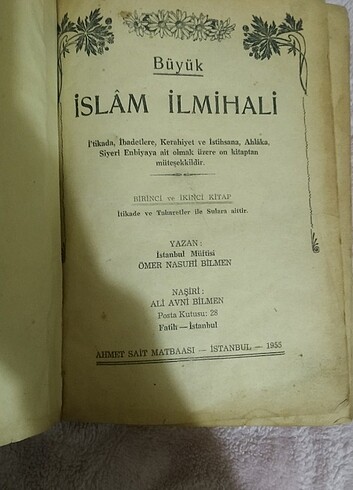 Büyük
İSLÂM İLMİHALİ
İ'tikada, İbadetlere, Kerahiyet ve İstihsana, Ahlâka,
Siyeri Enbiyaya ait olmak üzere on kitaptan
müteşekkildir.
BİRİNCİ ve İKİNCİ KİTAP
İtikade ve Taharetler ile Sulara aittir.
YAZAN :
İstanbul Müftisi
ÖMER NASUHİ BİLMEN
NAŞİRİ :
ALİ AVNİ BİLMEN
Posta Kutusu: 28
Fatih — İstanbul
AHMET SAİT MATBAASI — İSTANBUL — 1955